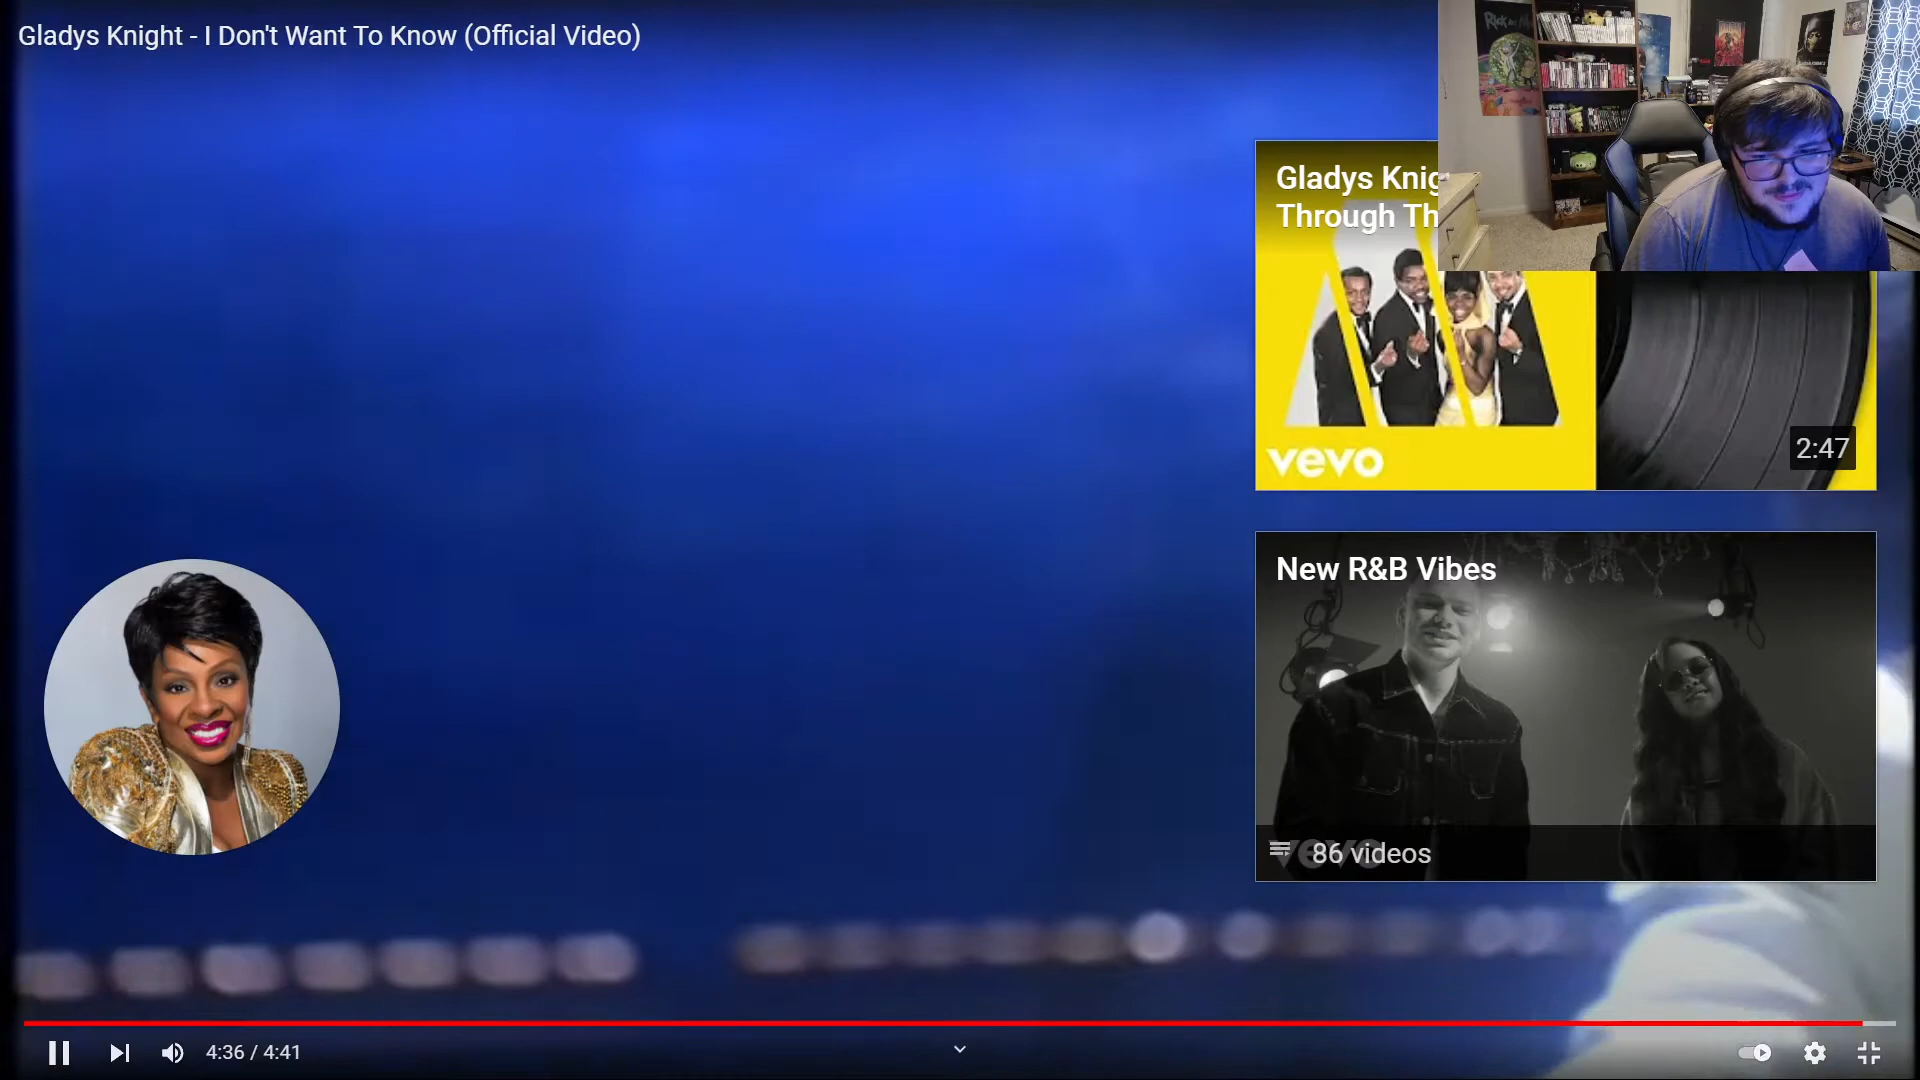 Gladys Knight - I Don't Want To Know (Official Video)
Gladys Knig
Through Th
vevo
2:47
New R&B Vibes
86 videos
4:36 / 4:41